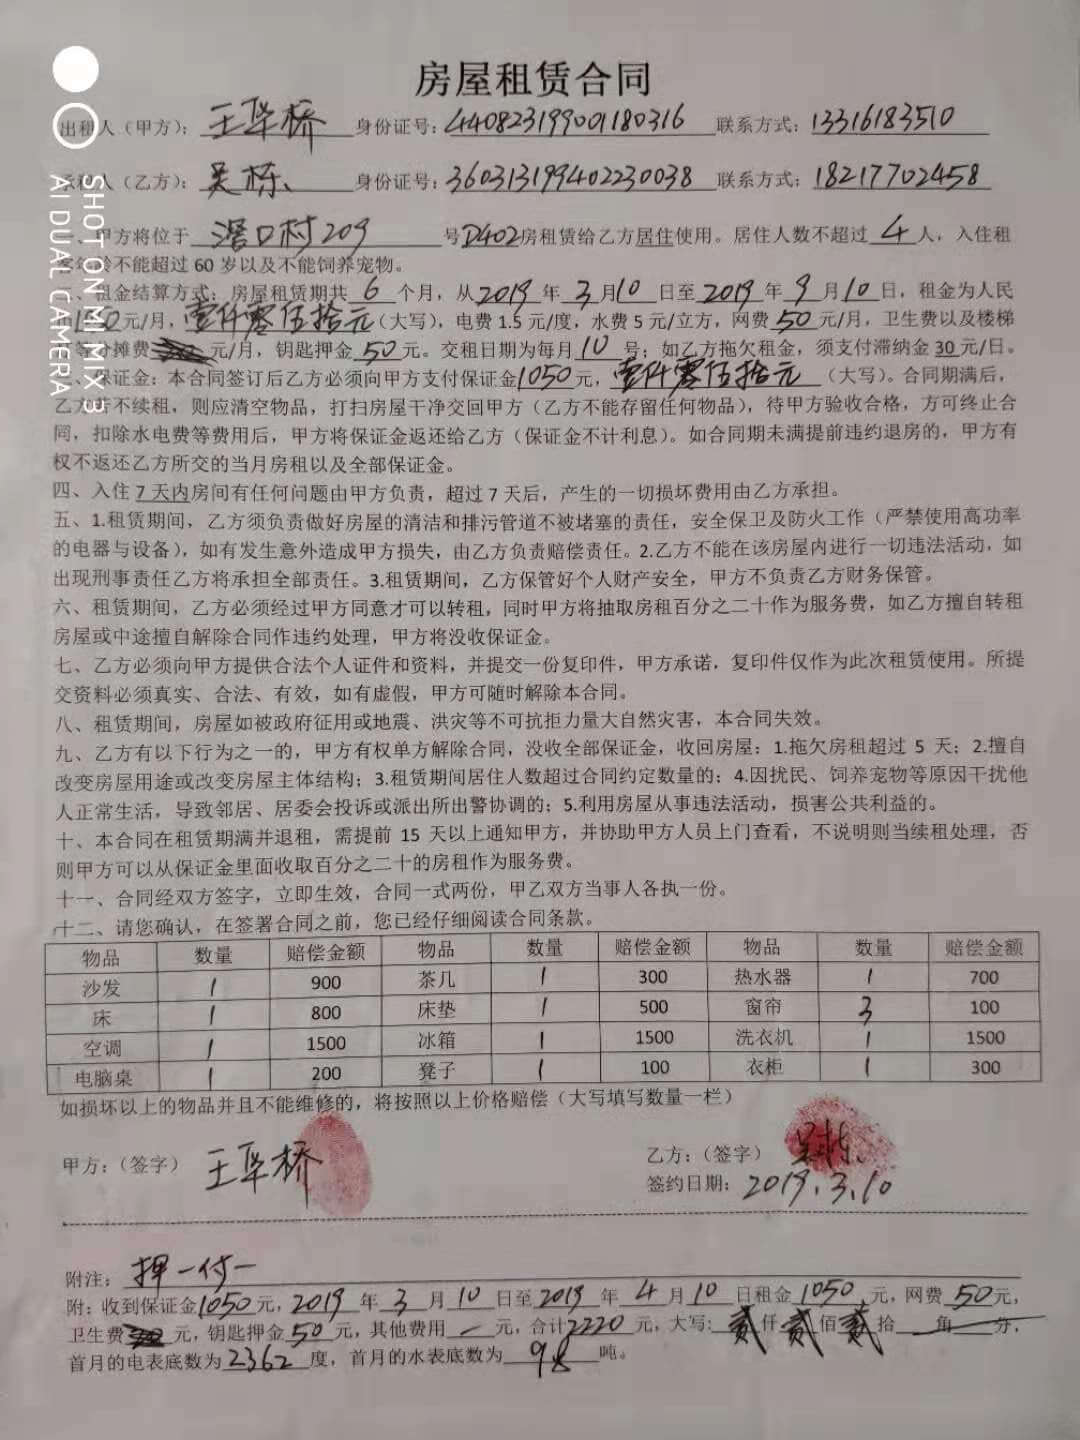 房屋租赁合同
出租人（甲方）：王华桥 身份证号：440823199001180316 联系方式：13316183510
承租人（乙方）：吴栋 身份证号：360313199402230038 联系方式：18217702458
一、甲方将位于 滘口村209 号D402房租赁给乙方居住使用。居住人数不超过 4 人，入住租
客年龄不能超过 60 岁以及不能饲养宠物。
二、租金结算方式：房屋租赁期共 6 个月，从2019 年 3 月10 日至 2019 年 9 月 10 日，租金为人民
币1050元/月，壹仟零伍拾元（大写），电费 1.5 元/度，水费 5 元/立方，网费 50 元/月，卫生费以及楼梯
灯等分摊费 元/月，钥匙押金 50 元。交租日期为每月 10 号；如乙方拖欠租金，须支付滞纳金 30 元/日。
三、保证金：本合同签订后乙方必须向甲方支付保证金1050元，壹仟零伍拾元（大写）。合同期满后，
乙方若不续租，则应清空物品，打扫房屋干净交回甲方（乙方不能存留任何物品），待甲方验收合格，方可终止合
同，扣除水电费等费用后，甲方将保证金返还给乙方（保证金不计利息）。如合同期未满提前违约退房的，甲方有
权不返还乙方所交的当月房租以及全部保证金。
四、入住 7 天内房间有任何问题由甲方负责，超过 7 天后，产生的一切损坏费用由乙方承担。
五、1.租赁期间，乙方须负责做好房屋的清洁和排污管道不被堵塞的责任，安全保卫及防火工作（严禁使用高功率
的电器与设备），如有发生意外造成甲方损失，由乙方负责赔偿责任。2.乙方不能在该房屋内进行一切违法活动，如
出现刑事责任乙方将承担全部责任。3.租赁期间，乙方保管好个人财产安全，甲方不负责乙方财务保管。
六、租赁期间，乙方必须经过甲方同意才可以转租，同时甲方将抽取房租百分之二十作为服务费，如乙方擅自转租
房屋或中途擅自解除合同作违约处理，甲方将没收保证金。
七、乙方必须向甲方提供合法个人证件和资料，并提交一份复印件，甲方承诺，复印件仅作为此次租赁使用。所提
交资料必须真实、合法、有效，如有虚假，甲方可随时解除本合同。
八、租赁期间，房屋如被政府征用或地震、洪灾等不可抗拒力量大自然灾害，本合同失效。
九、乙方有以下行为之一的，甲方有权单方解除合同，没收全部保证金，收回房屋：1.拖欠房租超过 5 天；2.擅自
改变房屋用途或改变房屋主体结构；3.租赁期间居住人数超过合同约定数量的；4.因扰民、饲养宠物等原因干扰他
人正常生活，导致邻居、居委会投诉或派出所出警协调的；5.利用房屋从事违法活动，损害公共利益的。
十、本合同在租赁期满并退租，需提前 15 天以上通知甲方，并协助甲方人员上门查看，不说明则当续租处理，否
则甲方可以从保证金里面收取百分之二十的房租作为服务费。
十一、合同经双方签字，立即生效，合同一式两份，甲乙双方当事人各执一份。
十二、请您确认，在签署合同之前，您已经仔细阅读合同条款。
物品 数量 赔偿金额 物品 数量 赔偿金额 物品 数量 赔偿金额
沙发 1 900 茶几 1 300 热水器 1 700
床 1 800 床垫 1 500 窗帘 3 100
空调 1 1500 冰箱 1 1500 洗衣机 1 1500
电脑桌 1 200 凳子 1 100 衣柜 1 300
如损坏以上的物品并且不能维修的，将按照以上价格赔偿（大写填写数量一栏）
甲方：（签字） 王华桥 乙方：（签字） 吴栋
签约日期：2019.3.10
附注：押一付一
附：收到保证金1050元，2019 年 3 月 10 日至2019 年 4 月 10 日租金 1050 元，网费 50元，
卫生费 元，钥匙押金 50 元，其他费用 一 元，合计2220 元，大写：贰仟贰佰贰拾 角 分，
首月的电表底数为 2362 度，首月的水表底数为 98 吨。
SHOT ON MI MIX 3
AI DUAL CAMERA